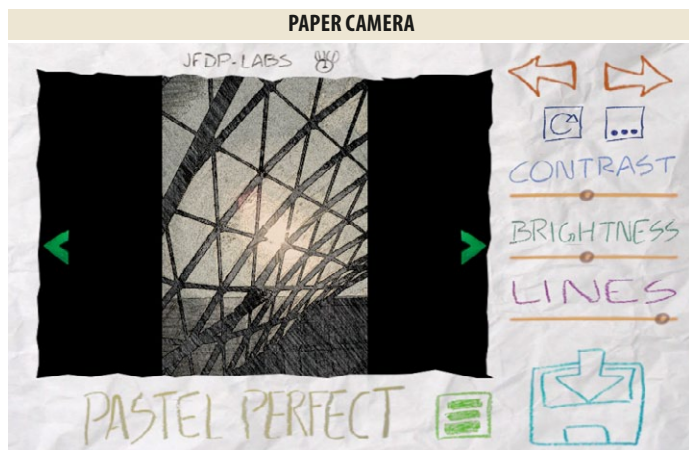 PAPER CAMERA
JFDP-LABS
CONTRAST
BRIGHTNESS
LINES
PASTEL PERFECT